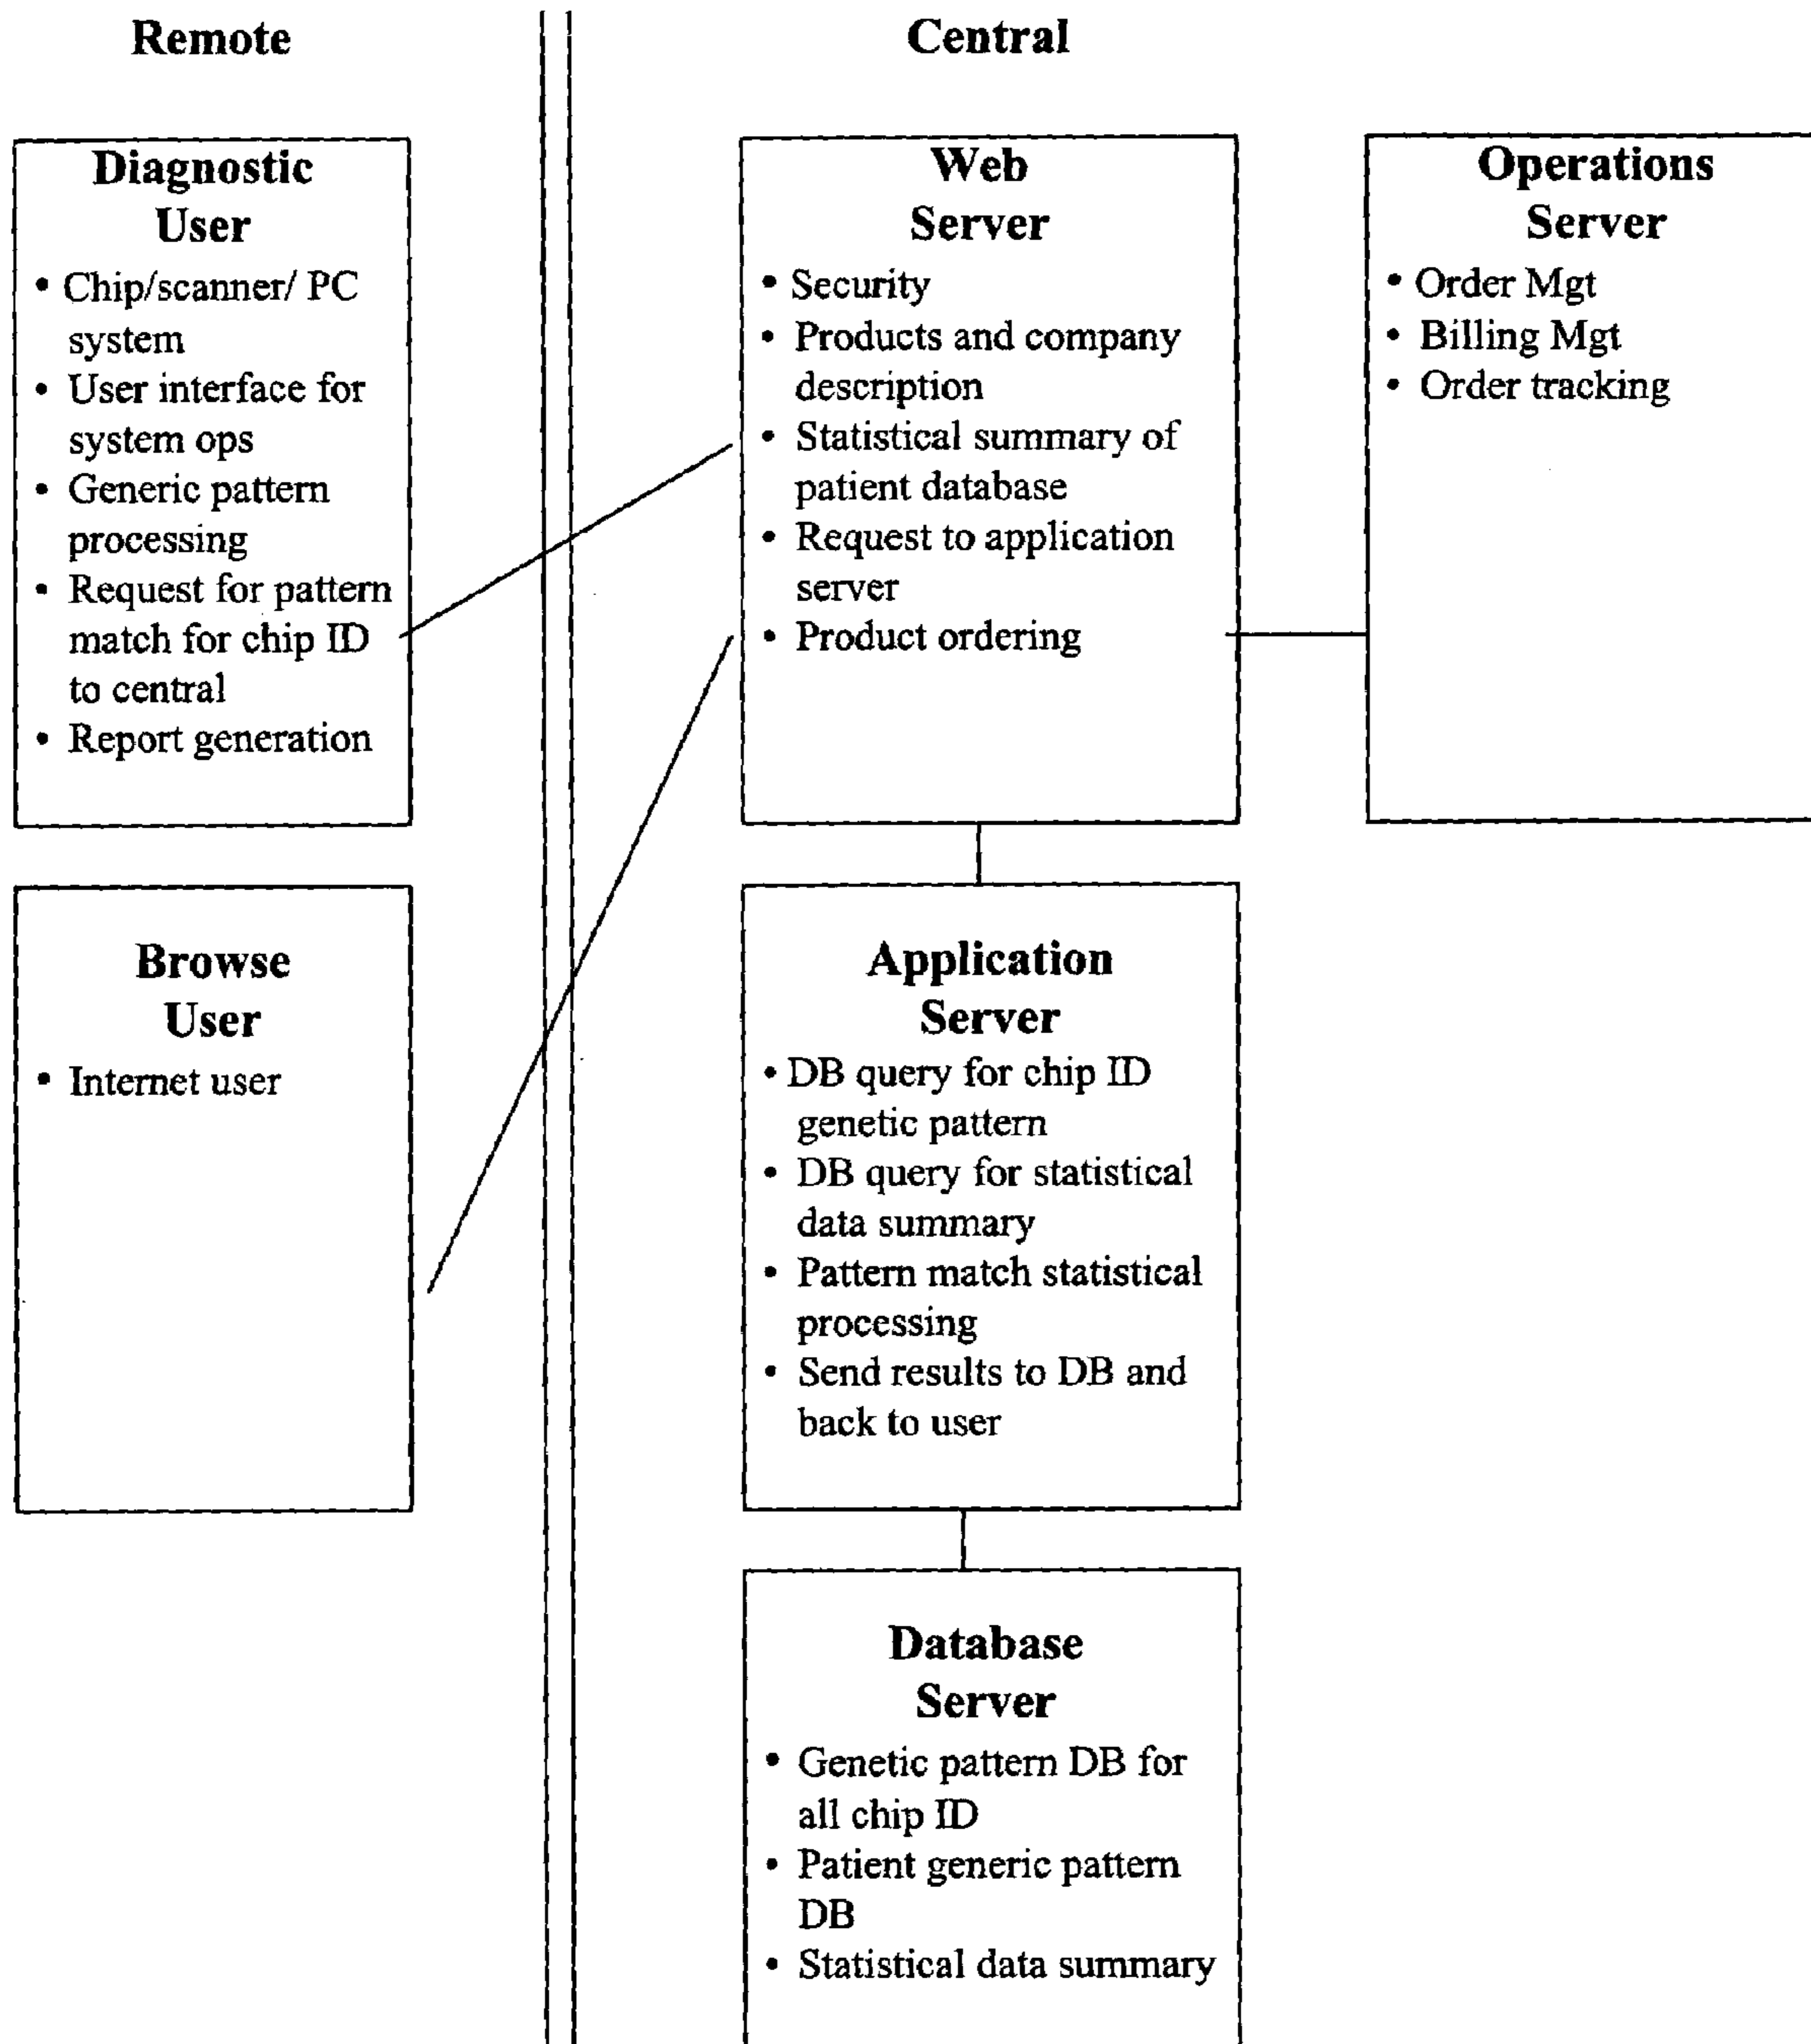 Remote
Central
Diagnostic
User
• Chip/scanner/ PC
system
• User interface for
system ops
• Generic pattern
processing
• Request for pattern
match for chip ID
to central
• Report generation
Web
Server
• Security
• Products and company
description
• Statistical summary of
patient database
• Request to application
server
• Product ordering
Operations
Server
• Order Mgt
• Billing Mgt
• Order tracking
Browse
User
• Internet user
Application
Server
• DB query for chip ID
genetic pattern
• DB query for statistical
data summary
• Pattern match statistical
processing
• Send results to DB and
back to user
Database
Server
• Genetic pattern DB for
all chip ID
• Patient generic pattern
DB
• Statistical data summary